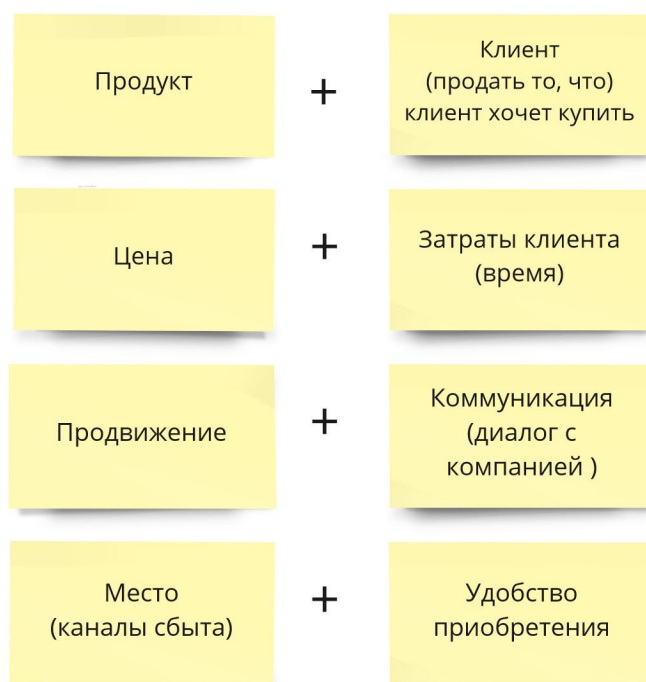 Продукт
+
Клиент
(продать то, что)
клиент хочет купить
Цена
+
Затраты клиента
(время)
Продвижение
+
Коммуникация
(диалог с
компанией )
Место
(каналы сбыта)
+
Удобство
приобретения